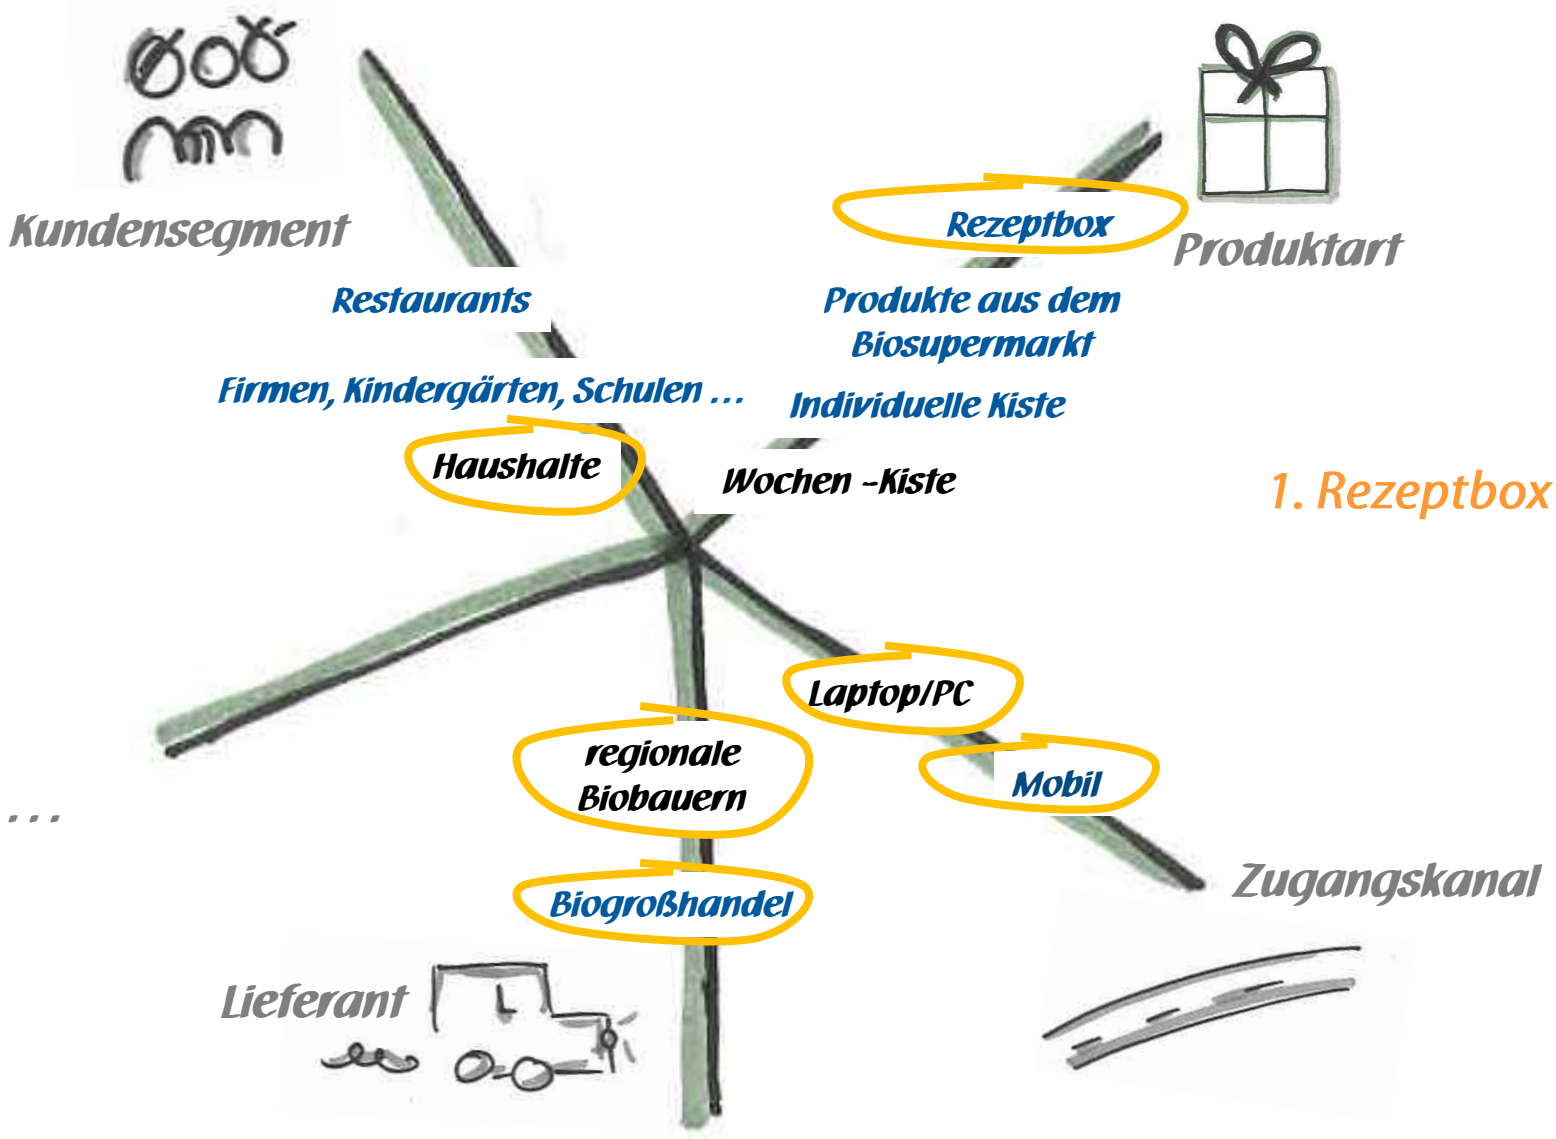 Kundensegment
Rezeptbox
Produktart
Restaurants
Produkte aus dem
Biosupermarkt
Firmen, Kindergärten, Schulen ...
Individuelle Kiste
Haushalte
Wochen -Kiste
1. Rezeptbox
Laptop/PC
regionale
Biobauern
Mobil
...
Zugangskanal
Biogroßhandel
Lieferant